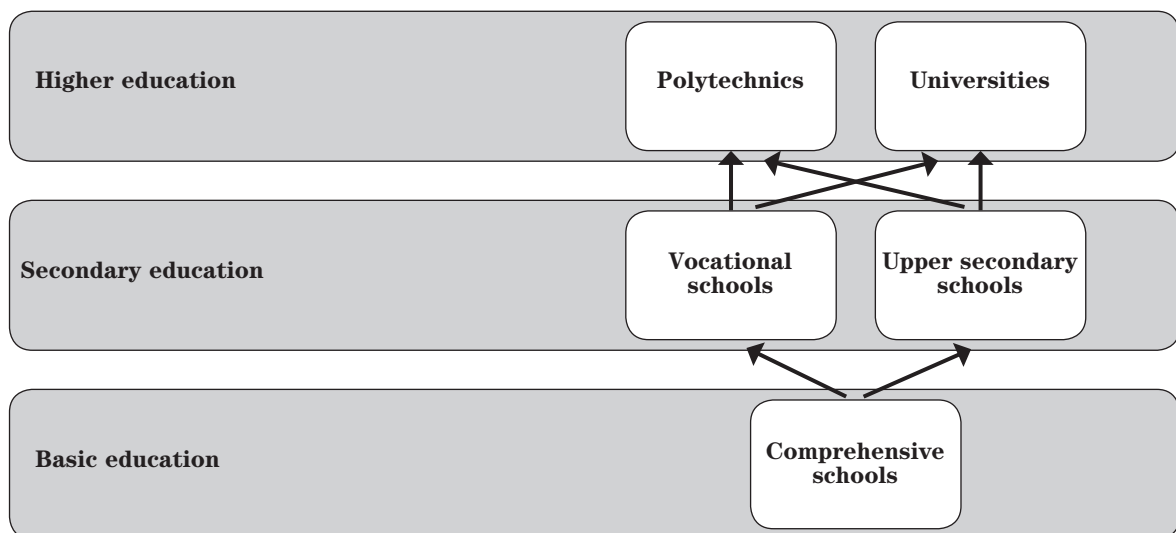 Higher education
Polytechnics
Universities
Secondary education
Vocational
schools
Upper secondary
schools
Basic education
Comprehensive
schools